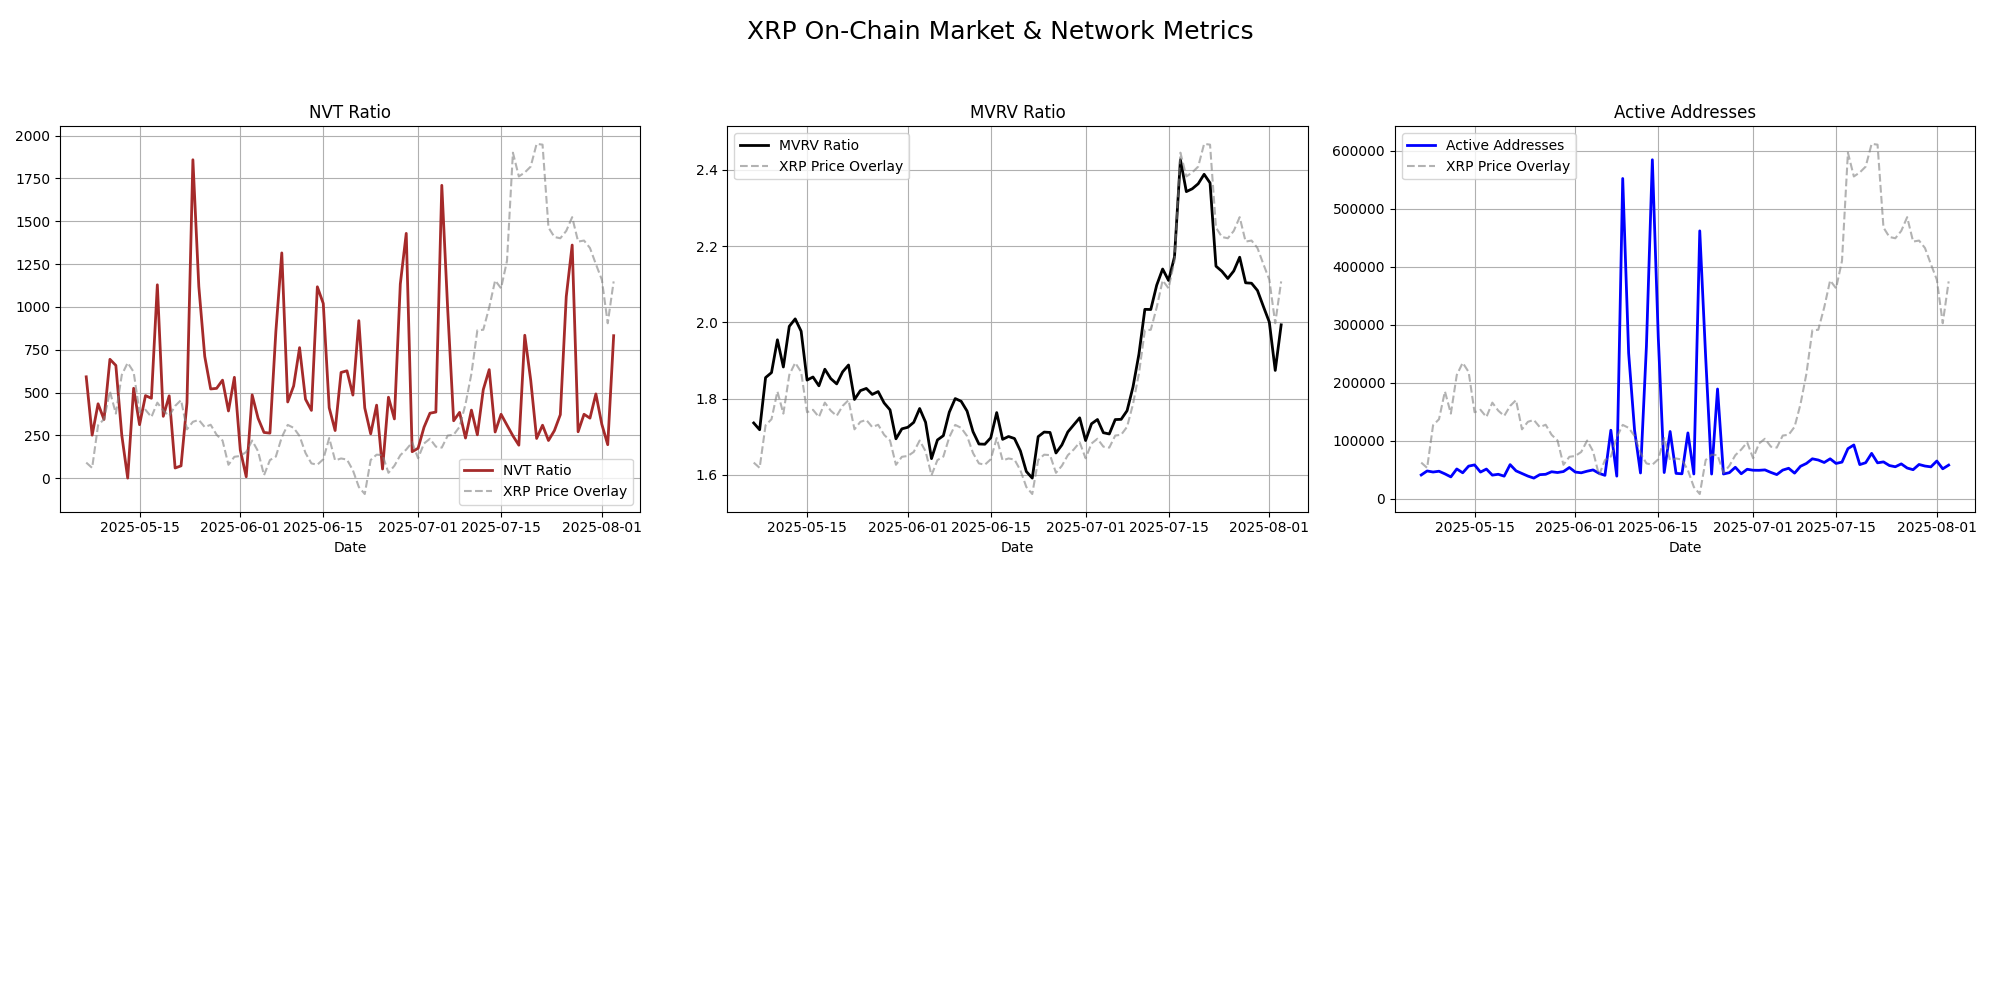 XRP On-Chain Market & Network Metrics
NVT Ratio
2000
1750
1500
1250
1000
750
500
250
0
NVT Ratio
XRP Price Overlay
2025-05-15 2025-06-01 2025-06-15 2025-07-01 2025-07-15 2025-08-01
Date
MVRV Ratio
MVRV Ratio
XRP Price Overlay
2.4
2.2
2.0
1.8
1.6
2025-05-15 2025-06-01 2025-06-15 2025-07-01 2025-07-15 2025-08-01
Date
Active Addresses
Active Addresses
XRP Price Overlay
600000
500000
400000
300000
200000
100000
0
2025-05-15 2025-06-01 2025-06-15 2025-07-01 2025-07-15 2025-08-01
Date